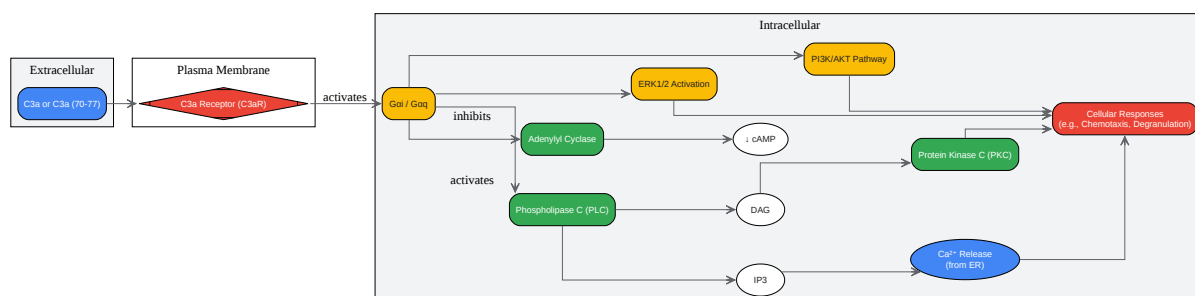 Intracellular
Extracellular
Plasma Membrane
PI3K/AKT Pathway
ERK1/2 Activation
C3a or C3a (70-77)
C3a Receptor (C3aR)
activates
Gαi / Gαq
inhibits
Cellular Responses
(e.g., Chemotaxis, Degranulation)
Adenylyl Cyclase
↓ cAMP
Protein Kinase C (PKC)
activates
Phospholipase C (PLC)
DAG
Ca²⁺ Release
(from ER)
IP3